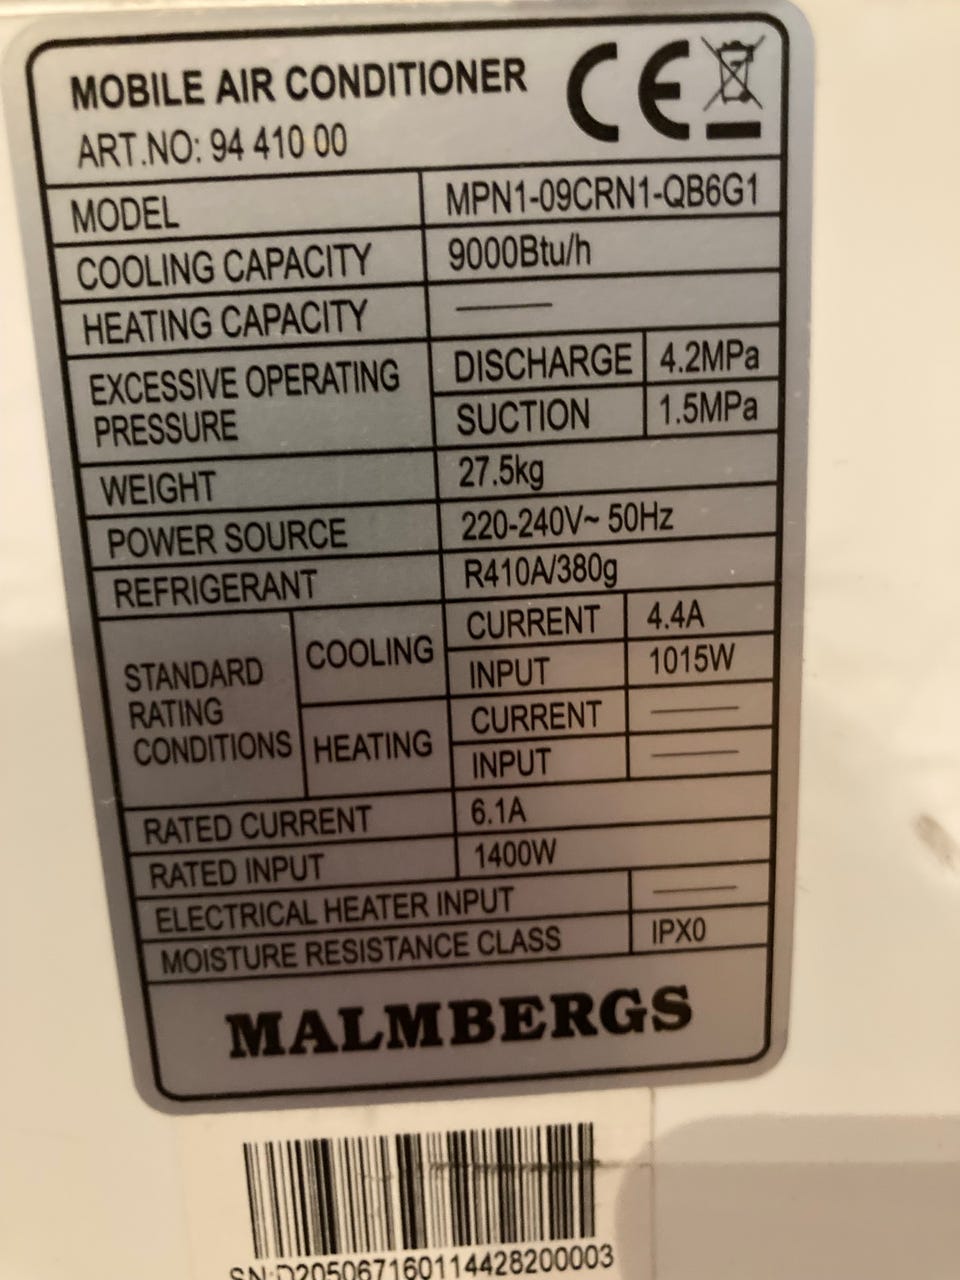 MOBILE AIR CONDITIONER
CE
ART.NO: 94 410 00
MODEL MPN1-09CRN1-QB6G1
COOLING CAPACITY 9000Btu/h
HEATING CAPACITY ——
EXCESSIVE OPERATING PRESSURE DISCHARGE 4.2MPa
SUCTION 1.5MPa
WEIGHT 27.5kg
POWER SOURCE 220-240V~ 50Hz
REFRIGERANT R410A/380g
STANDARD RATING CONDITIONS COOLING CURRENT 4.4A
INPUT 1015W
HEATING CURRENT ——
INPUT ——
RATED CURRENT 6.1A
RATED INPUT 1400W
ELECTRICAL HEATER INPUT ——
MOISTURE RESISTANCE CLASS IPX0
MALMBERGS
SN:D205067160114428200003